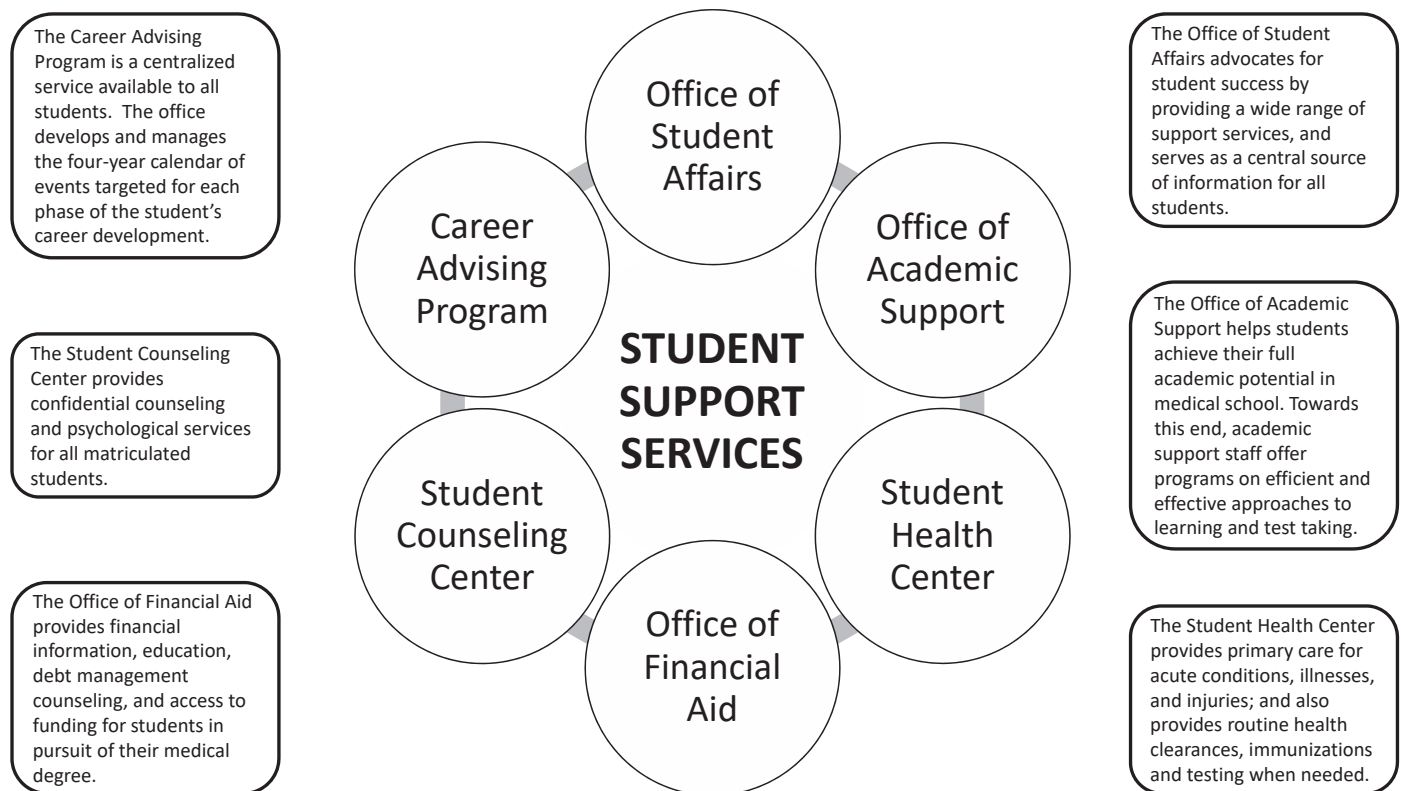 The Career Advising
Program is a centralized
service available to all
students.  The office
develops and manages
the four-year calendar of
events targeted for each
phase of the student’s
career development.
The Student Counseling
Center provides
confidential counseling
and psychological services
for all matriculated
students.
The Office of Financial Aid
provides financial
information, education,
debt management
counseling, and access to
funding for students in
pursuit of their medical
degree.
Office of
Student
Affairs
Career
Advising
Program
Office of
Academic
Support
STUDENT
SUPPORT
SERVICES
Student
Counseling
Center
Student
Health
Center
Office of
Financial
Aid
The Office of Student
Affairs advocates for
student success by
providing a wide range of
support services, and
serves as a central source
of information for all
students.
The Office of Academic
Support helps students
achieve their full
academic potential in
medical school. Towards
this end, academic
support staff offer
programs on efficient and
effective approaches to
learning and test taking.
The Student Health Center
provides primary care for
acute conditions, illnesses,
and injuries; and also
provides routine health
clearances, immunizations
and testing when needed.